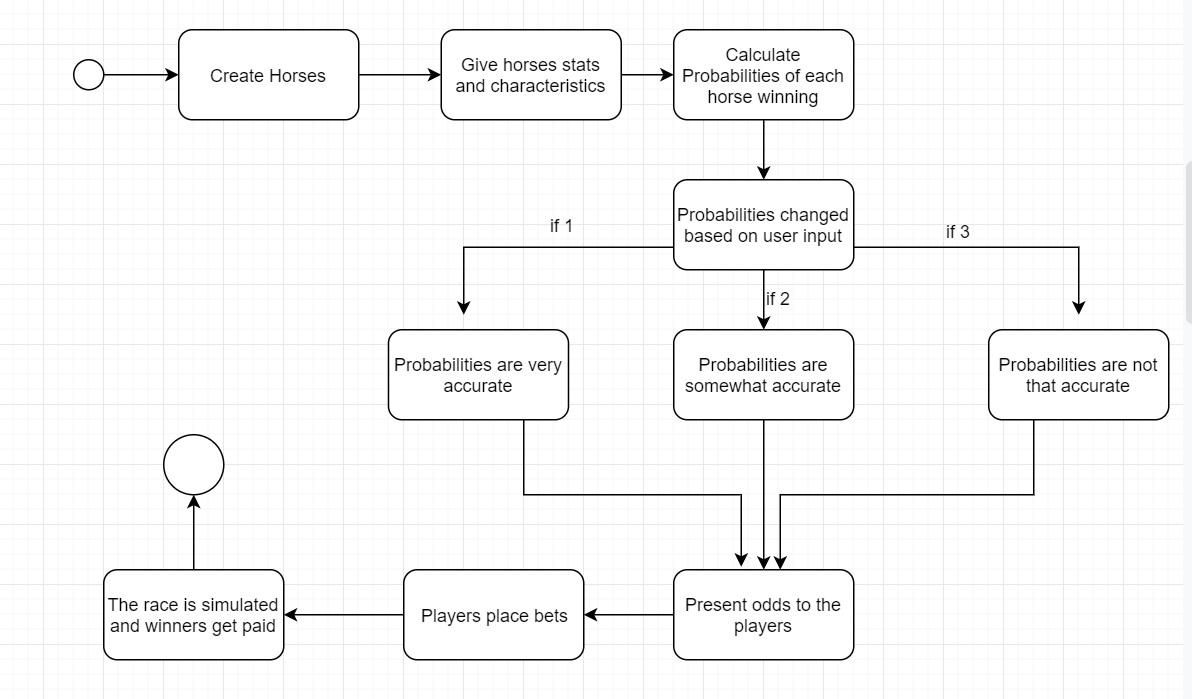 Create Horses
Give horses stats
and characteristics
Calculate
Probabilities of each
horse winning
Probabilities changed
based on user input
if 1
if 3
if 2
Probabilities are very
accurate
Probabilities are
somewhat accurate
Probabilities are not
that accurate
The race is simulated
and winners get paid
Players place bets
Present odds to the
players